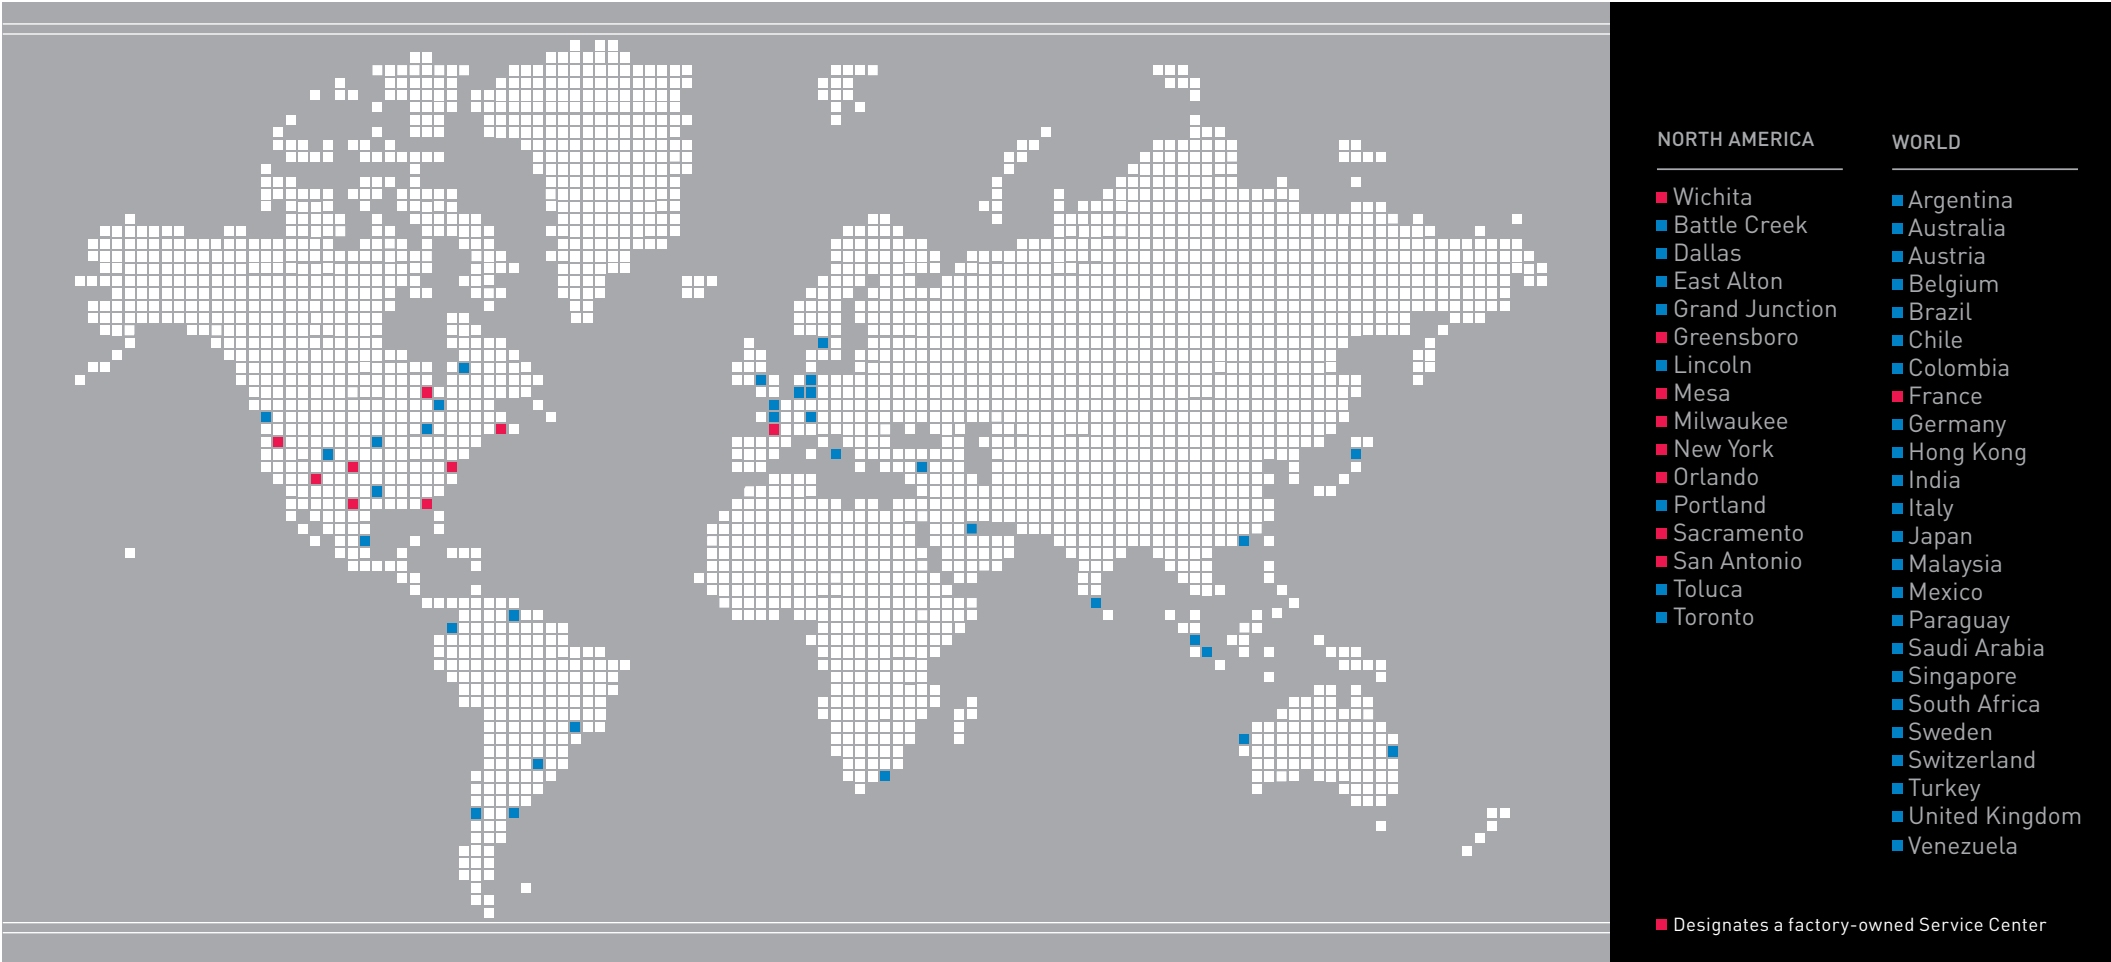 NORTH AMERICA
Wichita
Battle Creek
Dallas
East Alton
Grand Junction
Greensboro
Lincoln
Mesa
Milwaukee
New York
Orlando
Portland
Sacramento
San Antonio
Toluca
Toronto
WORLD
Argentina
Australia
Austria
Belgium
Brazil
Chile
Colombia
France
Germany
Hong Kong
India
Italy
Japan
Malaysia
Mexico
Paraguay
Saudi Arabia
Singapore
South Africa
Sweden
Switzerland
Turkey
United Kingdom
Venezuela
Designates a factory-owned Service Center